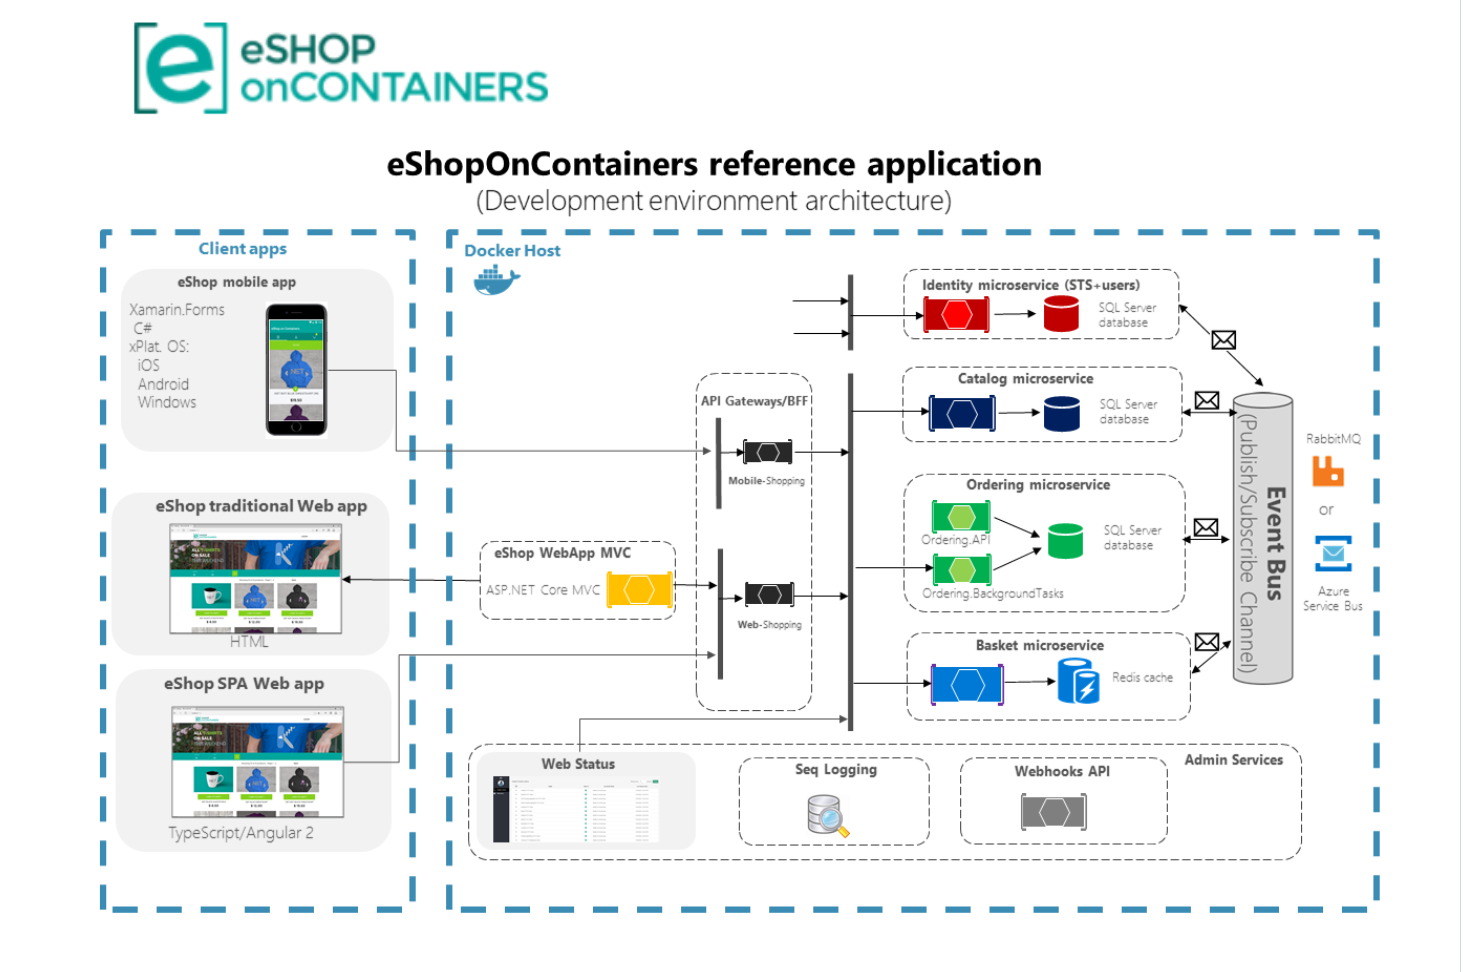 eSHOP
onCONTAINERS
eShopOnContainers reference application
(Development environment architecture)
Client apps
eShop mobile app
Xamarin.Forms
C#
xPlat. OS:
iOS
Android
Windows
eShop traditional Web app
HTML
eShop SPA Web app
TypeScript/Angular 2
Docker Host
API Gateways/BFF
Mobile-Shopping
eShop WebApp MVC
ASP.NET Core MVC
Web-Shopping
Identity microservice (STS+users)
SQL Server
database
Catalog microservice
SQL Server
database
Ordering microservice
Ordering.API
SQL Server
database
Ordering.BackgroundTasks
Basket microservice
Redis cache
Event Bus
(Publish/Subscribe Channel)
RabbitMQ
or
Azure
Service Bus
Admin Services
Web Status
Seq Logging
Webhooks API